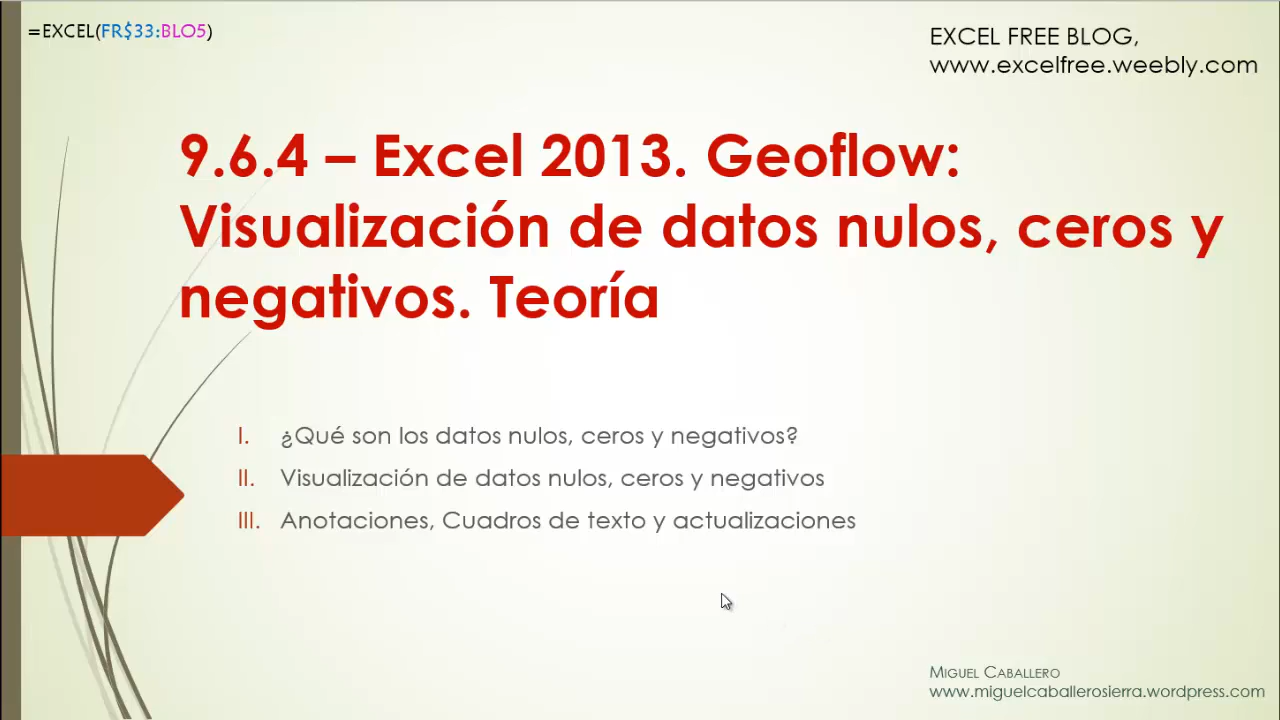 =EXCEL(FR$33:BLO5)
EXCEL FREE BLOG,
www.excelfree.weebly.com
9.6.4 – Excel 2013. Geoflow:
Visualización de datos nulos, ceros y
negativos. Teoría
I. ¿Qué son los datos nulos, ceros y negativos?
II. Visualización de datos nulos, ceros y negativos
III. Anotaciones, Cuadros de texto y actualizaciones
MIGUEL CABALLERO
www.miguelcaballerosierra.wordpress.com